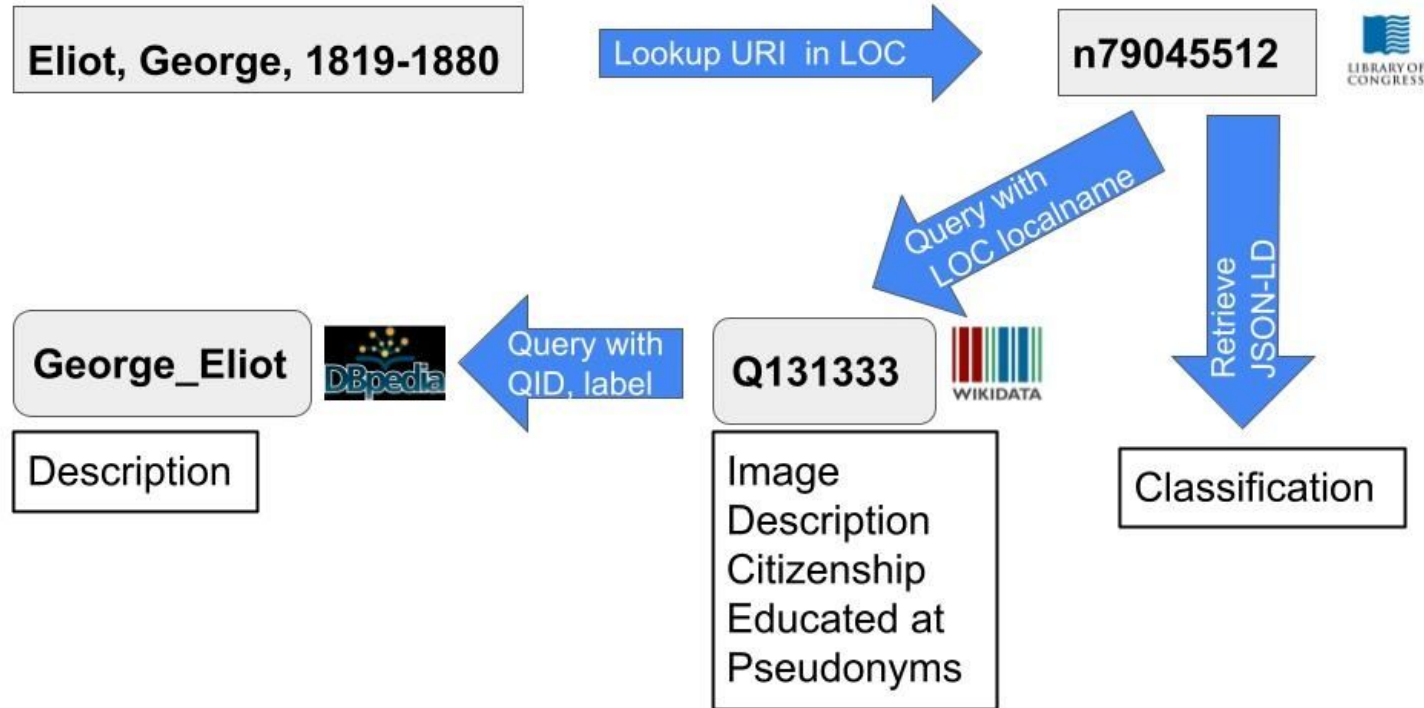 Eliot, George, 1819-1880
Lookup URI in LOC
n79045512
LIBRARY OF
CONGRESS
Query with
LOC localname
Retrieve
JSON-LD
George_Eliot
DBpedia
Query with
QID, label
Q131333
WIKIDATA
Description
Image
Description
Citizenship
Educated at
Pseudonyms
Classification